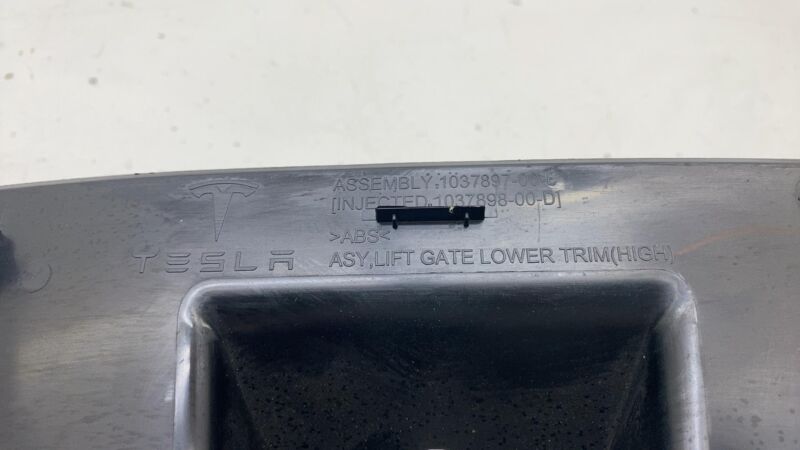 ASSEMBLY,1037897-00-E
[INJECTED,1037898-00-D]
>ABS<
TESLA
ASY,LIFT GATE LOWER TRIM(HIGH)